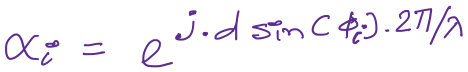 αᵢ = e^{j·d sin(ϕᵢ)·2π/λ}